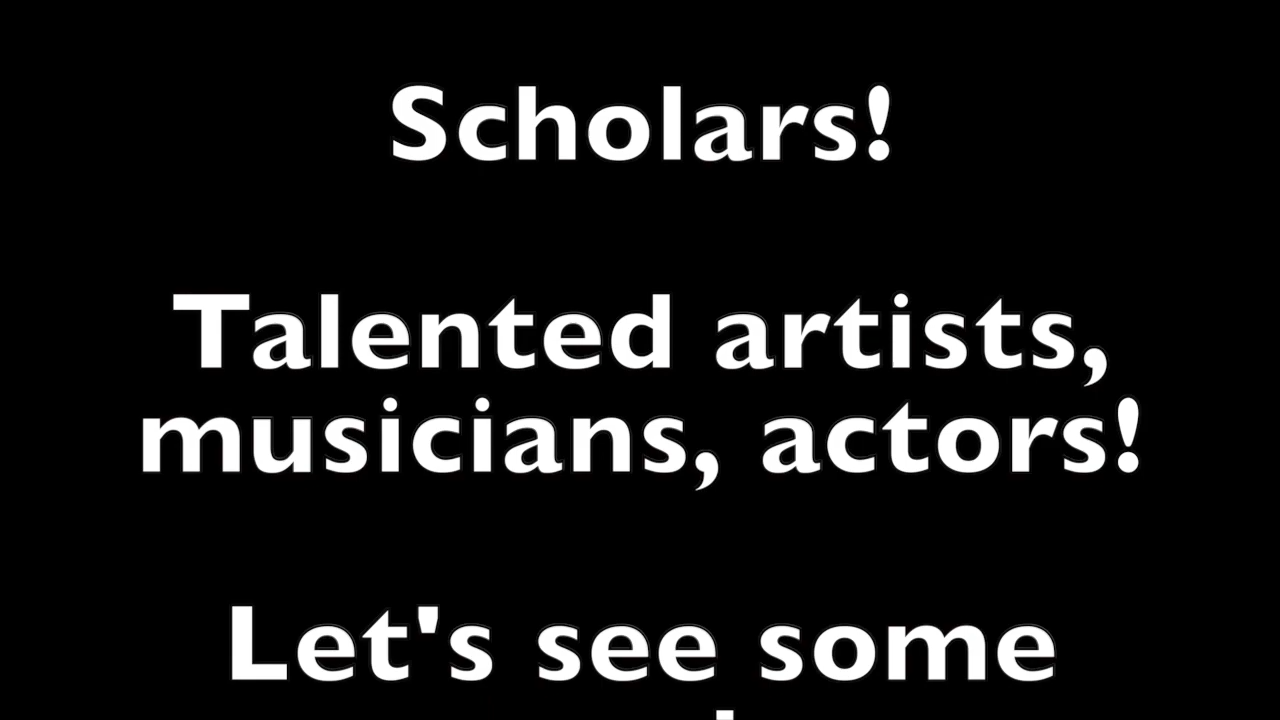 Scholars!
Talented artists,
musicians, actors!
Let's see some